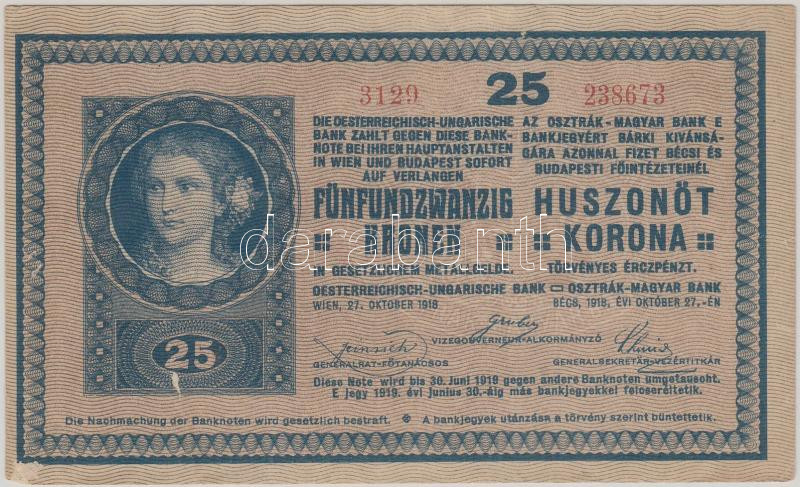 3129 25 238673
DIE OESTERREICHISCH-UNGARISCHE
BANK ZAHLT GEGEN DIESE BANK-
NOTE BEI IHREN HAUPTANSTALTEN
IN WIEN UND BUDAPEST SOFORT
AUF VERLANGEN
FÜNFUNDZWANZIG
KRONEN
IN GESETZLICHEM METALLGELDE.
AZ OSZTRÁK-MAGYAR BANK E
BANKJEGYÉRT BÁRKI KIVÁNSÁ-
GÁRA AZONNAL FIZET BÉCSI ÉS
BUDAPESTI FŐINTÉZETEINÉL
HUSZONÖT
KORONA
TÖRVÉNYES ÉRCZPÉNZT.
darabanth
OESTERREICHISCH-UNGARISCHE BANK OSZTRÁK-MAGYAR BANK
WIEN, 27. OKTOBER 1918 BÉCS, 1918. ÉVI OKTÓBER 27.-ÉN
Gruber
VIZEGOUVERNEUR-ALKORMÁNYZÓ
GENERALRAT-FŐTANÁCSOS GENERALSEKRETÄR-VEZÉRTITKÁR
25
Diese Note wird bis 30. Juni 1919 gegen andere Banknoten umgetauscht.
E jegy 1919. évi junius 30.-áig más bankjegyekkel felcseréltetik.
Die Nachmachung der Banknoten wird gesetzlich bestraft. A bankjegyek utánzása a törvény szerint büntettetik.